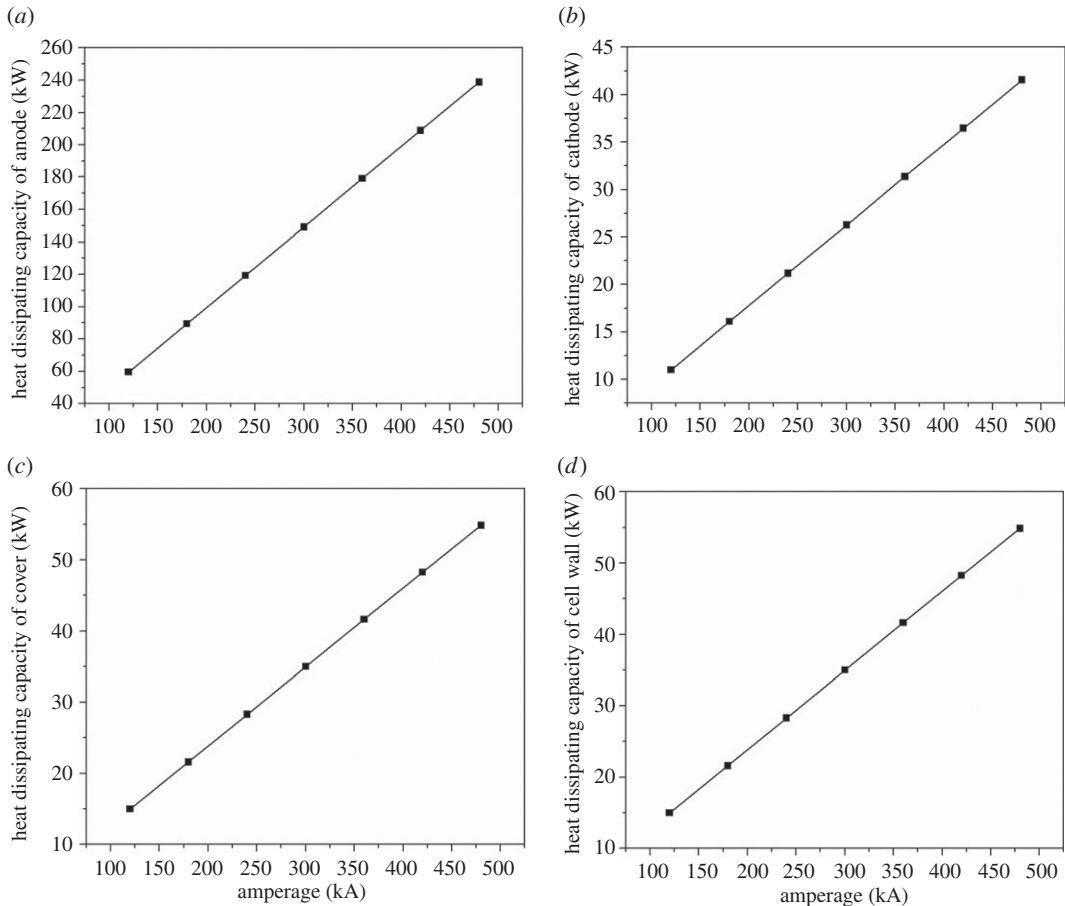 (a)
heat dissipating capacity of anode (kW)
260
240
220
200
180
160
140
120
100
80
60
40
100 150 200 250 300 350 400 450 500
(b)
heat dissipating capacity of cathode (kW)
45
40
35
30
25
20
15
10
100 150 200 250 300 350 400 450 500
(c)
heat dissipating capacity of cover (kW)
60
50
40
30
20
10
100 150 200 250 300 350 400 450 500
amperage (kA)
(d)
heat dissipating capacity of cell wall (kW)
60
50
40
30
20
10
100 150 200 250 300 350 400 450 500
amperage (kA)